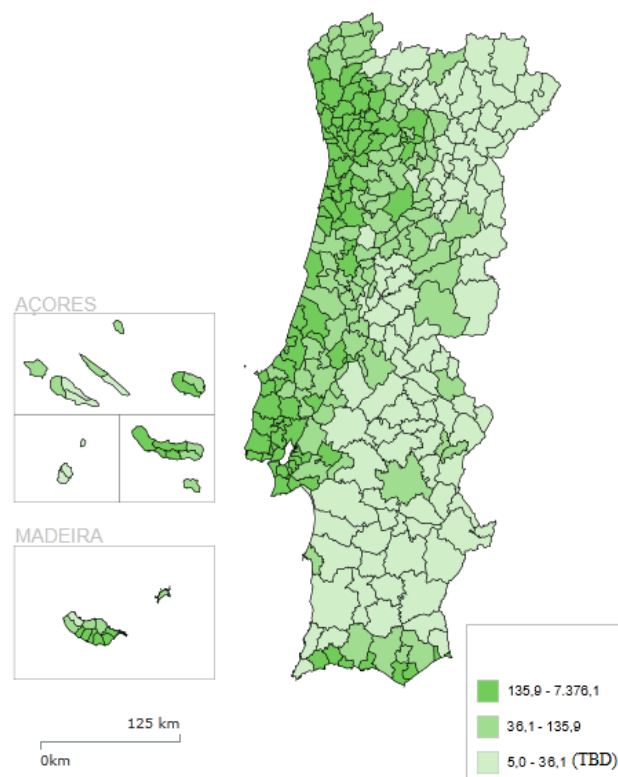 AÇORES
MADEIRA
125 km
0km
135,9 - 7.376,1
36,1 - 135,9
5,0 - 36,1 (TBD)